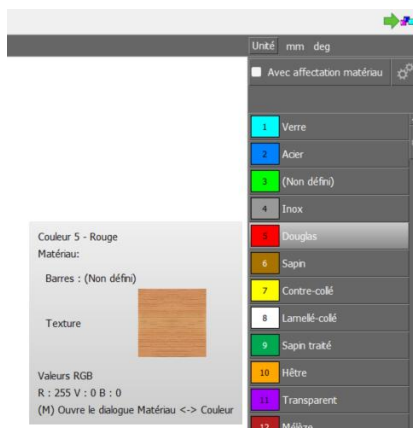 Unité mm deg
Avec affectation matériau
1 Verre
2 Acier
3 (Non défini)
4 Inox
5 Douglas
6 Sapin
7 Contre-collé
8 Lamellé-collé
9 Sapin traité
10 Hêtre
11 Transparent
12 Mélèze
Couleur 5 - Rouge
Matériau:
Barres : (Non défini)
Texture
Valeurs RGB
R : 255 V : 0 B : 0
(M) Ouvre le dialogue Matériau <-> Couleur